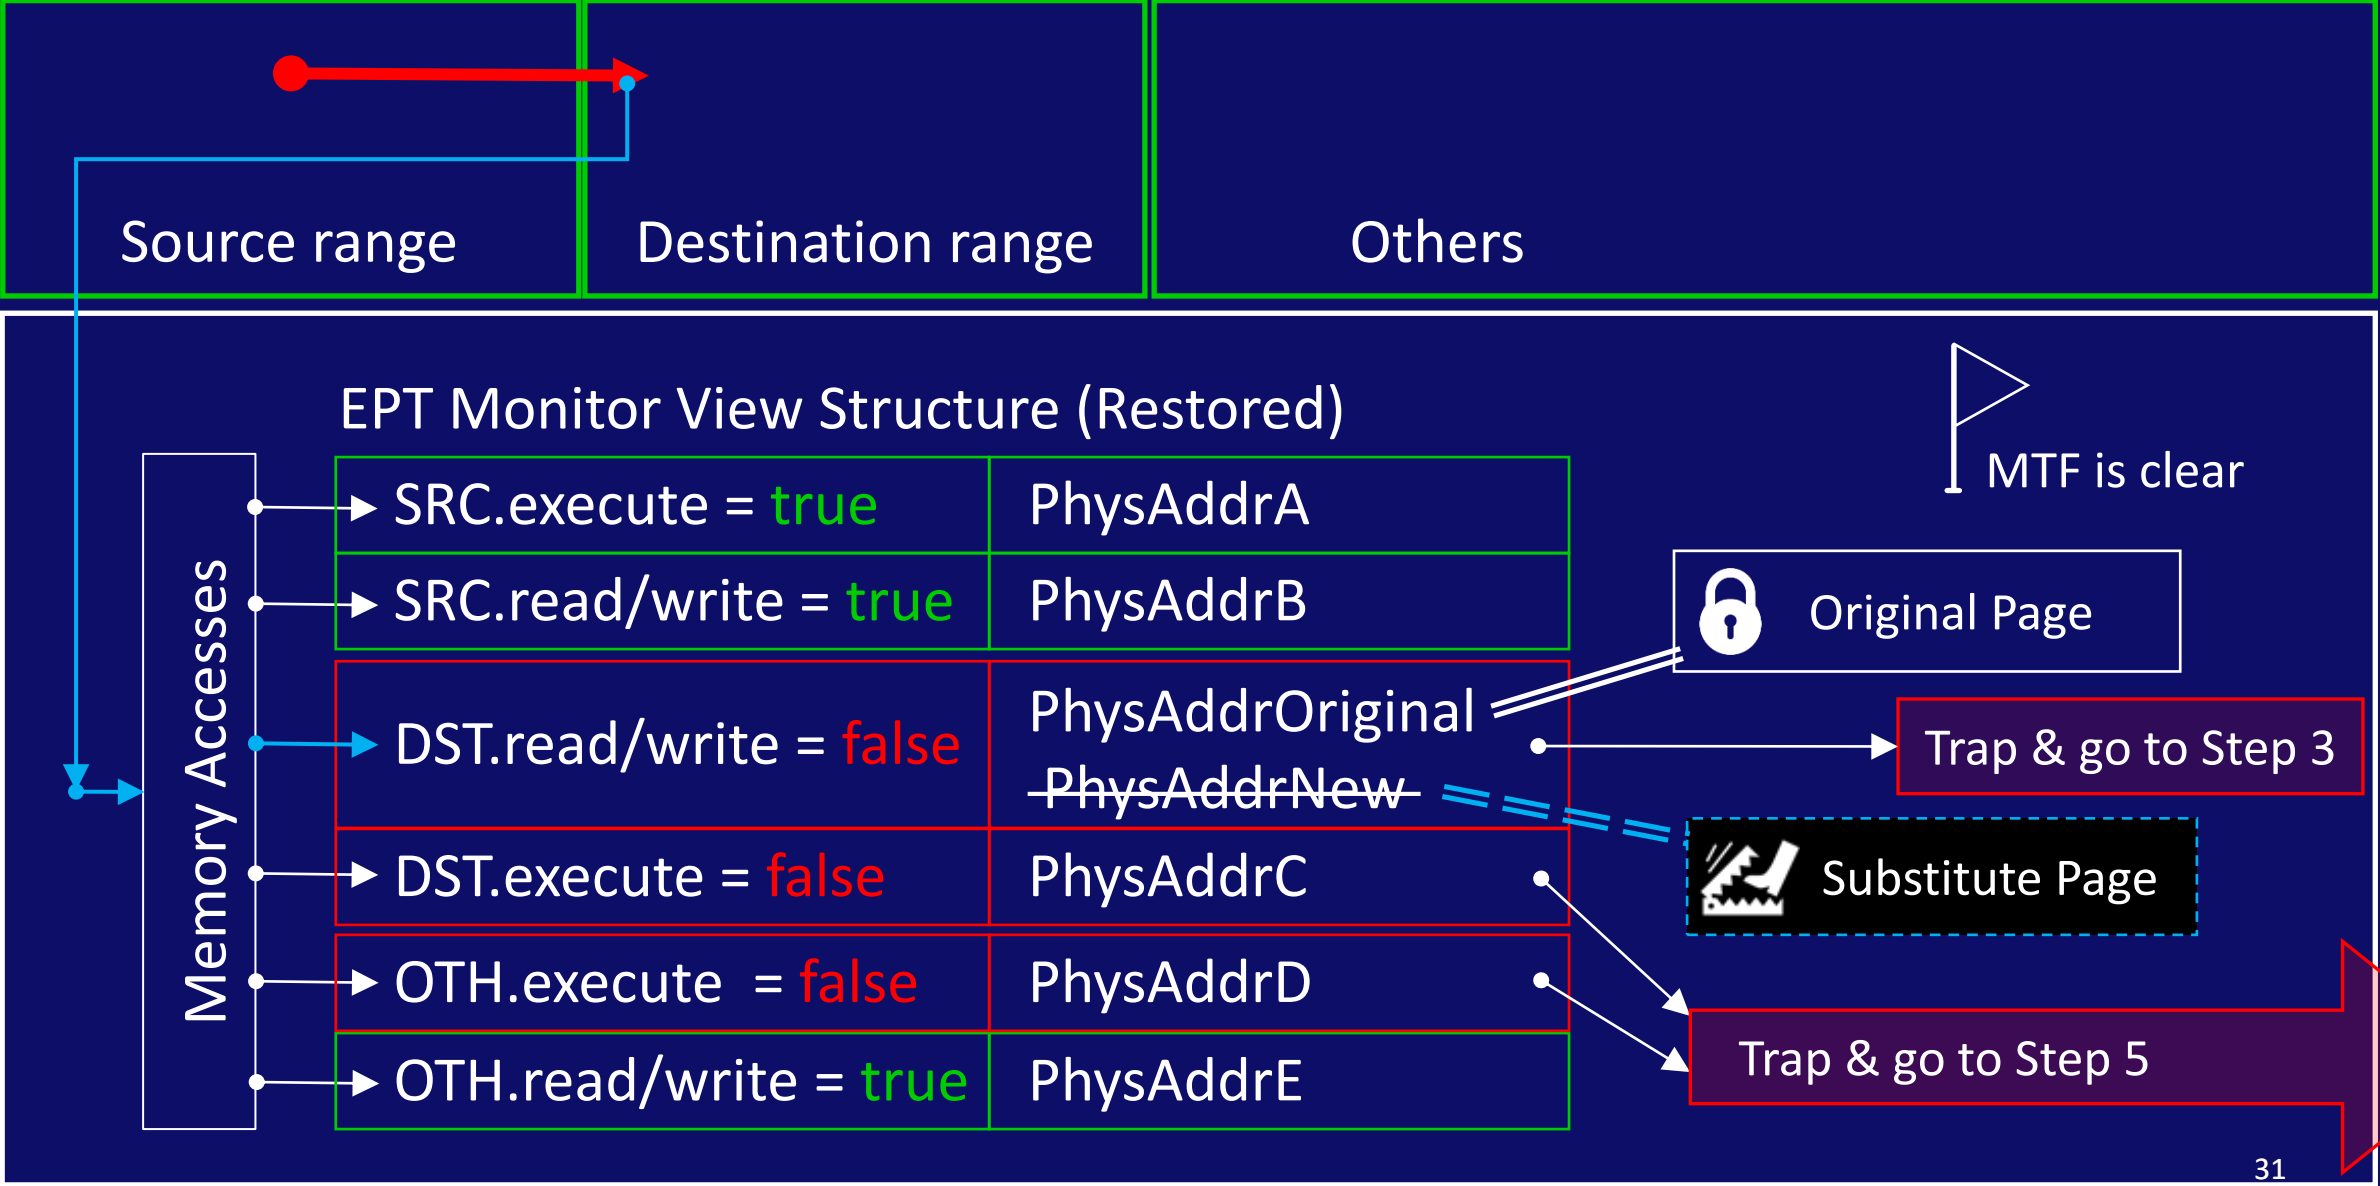 Source range
Destination range
Others
EPT Monitor View Structure (Restored)
MTF is clear
Memory Accesses
SRC.execute = true
PhysAddrA
SRC.read/write = true
PhysAddrB
Original Page
DST.read/write = false
PhysAddrOriginal
PhysAddrNew
Trap & go to Step 3
DST.execute = false
PhysAddrC
Substitute Page
OTH.execute = false
PhysAddrD
OTH.read/write = true
PhysAddrE
Trap & go to Step 5
31